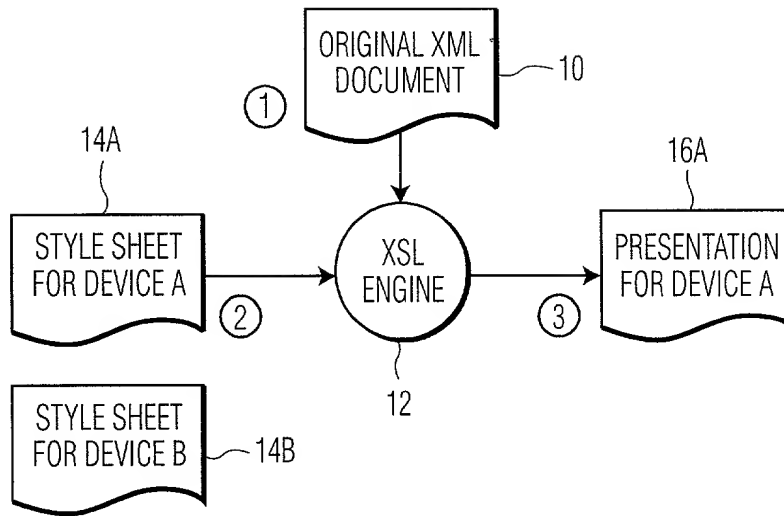 ORIGINAL XML
DOCUMENT
10
1
14A
16A
STYLE SHEET
FOR DEVICE A
XSL
ENGINE
PRESENTATION
FOR DEVICE A
2
3
12
STYLE SHEET
FOR DEVICE B
14B